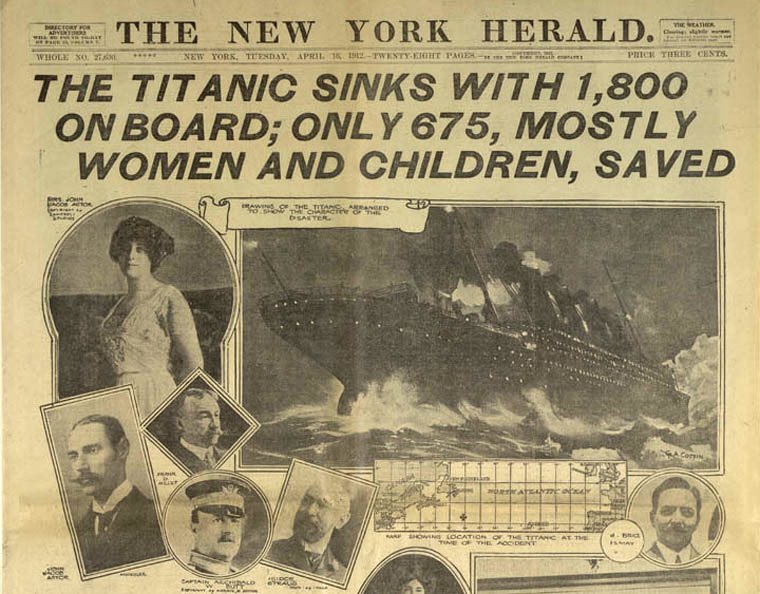 DIRECTORY FOR
ADVERTISERS
THE NEW YORK HERALD.
THE WEATHER.
WHOLE NO. 27,630.
NEW YORK, TUESDAY, APRIL 16, 1912.—TWENTY-EIGHT PAGES.
PRICE THREE CENTS.
THE TITANIC SINKS WITH 1,800
ON BOARD; ONLY 675, MOSTLY
WOMEN AND CHILDREN, SAVED
MRS. JOHN
JACOB ASTOR
DRAWING OF THE TITANIC, ARRANGED
TO SHOW THE CHARACTER OF THE
DISASTER.
FRANK
D
MILLET
NEWFOUNDLAND
NORTH ATLANTIC OCEAN
MAP SHOWING LOCATION OF THE TITANIC AT THE
TIME OF THE ACCIDENT
J. BRUCE
ISMAY
JOHN
JACOB
ASTOR
CAPTAIN ARCHIBALD
W BUTT
ISIDOR
STRAUS